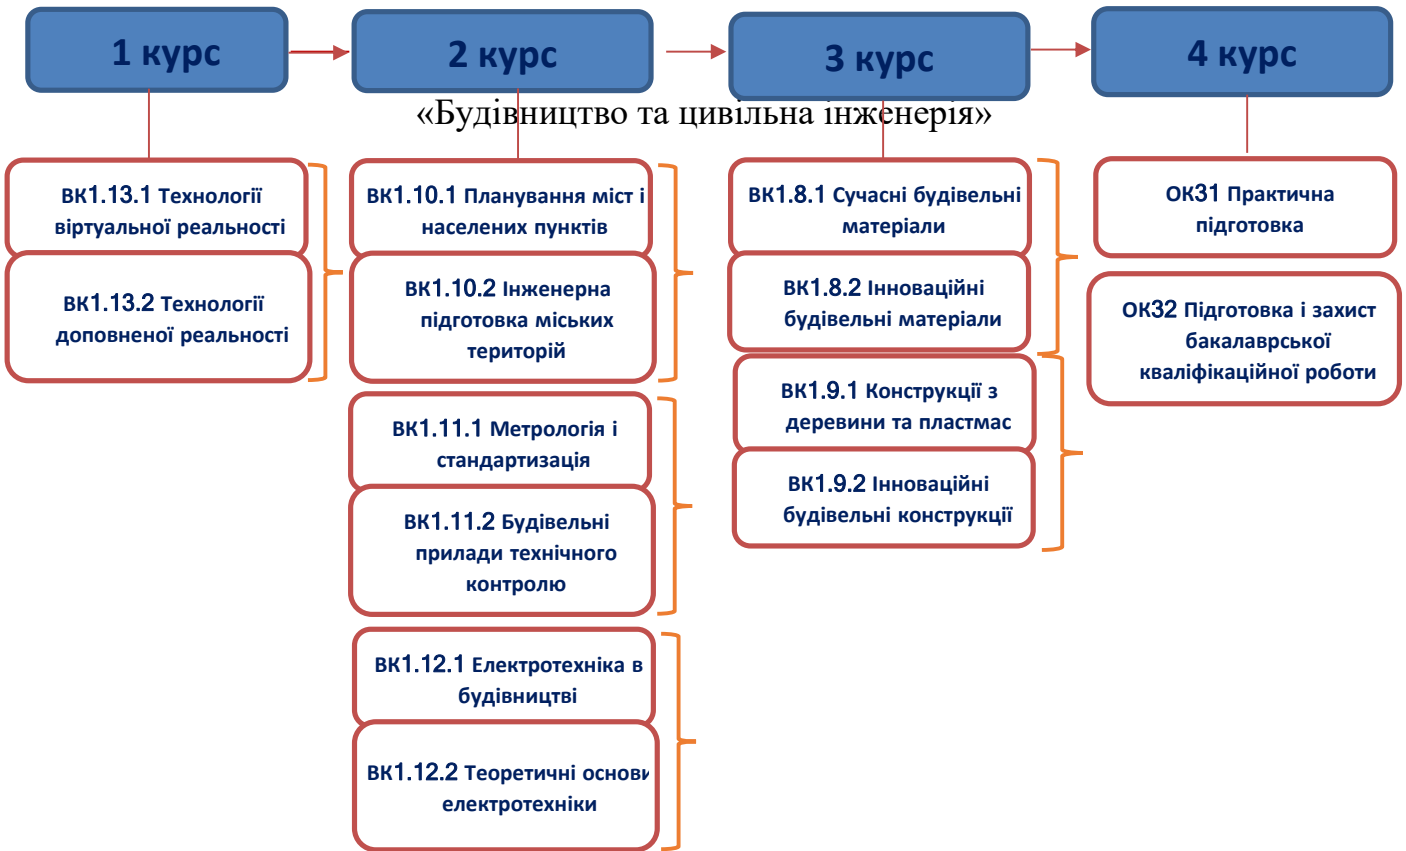 1 курс
2 курс
3 курс
4 курс
«Будівництво та цивільна інженерія»
ВК1.13.1 Технології
віртуальної реальності
ВК1.13.2 Технології
доповненої реальності
ВК1.10.1 Планування міст і
населених пунктів
ВК1.10.2 Інженерна
підготовка міських
територій
ВК1.11.1 Метрологія і
стандартизація
ВК1.11.2 Будівельні
прилади технічного
контролю
ВК1.12.1 Електротехніка в
будівництві
ВК1.12.2 Теоретичні основи
електротехніки
ВК1.8.1 Сучасні будівельні
матеріали
ВК1.8.2 Інноваційні
будівельні матеріали
ВК1.9.1 Конструкції з
деревини та пластмас
ВК1.9.2 Інноваційні
будівельні конструкції
ОК31 Практична
підготовка
ОК32 Підготовка і захист
бакалаврської
кваліфікаційної роботи